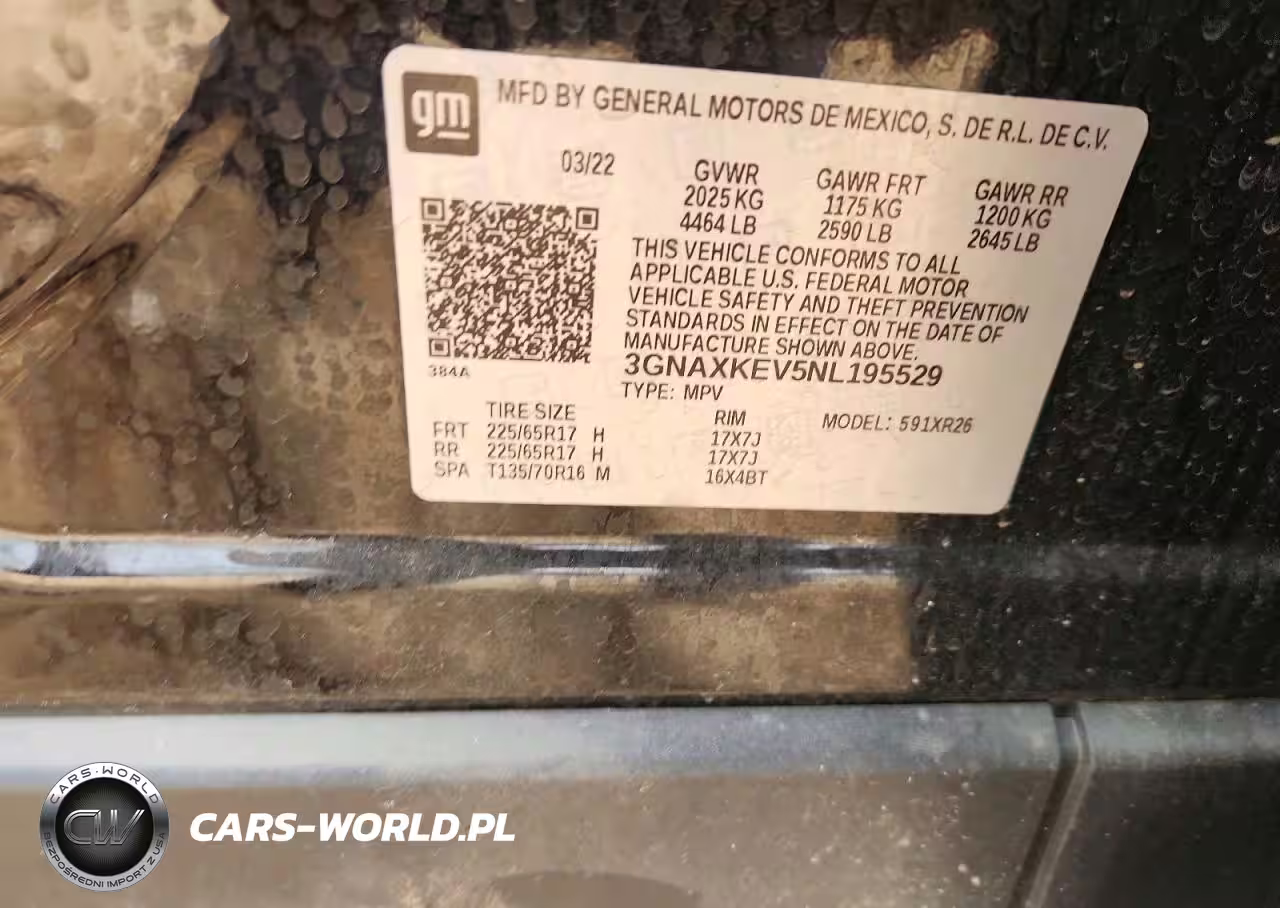 gm
MFD BY GENERAL MOTORS DE MEXICO, S. DE R.L. DE C.V.
03/22 GVWR GAWR FRT GAWR RR
2025 KG 1175 KG 1200 KG
4464 LB 2590 LB 2645 LB
THIS VEHICLE CONFORMS TO ALL
APPLICABLE U.S. FEDERAL MOTOR
VEHICLE SAFETY AND THEFT PREVENTION
STANDARDS IN EFFECT ON THE DATE OF
MANUFACTURE SHOWN ABOVE.
384A
3GNAXKEV5NL195529
TYPE: MPV
TIRE SIZE RIM MODEL: 591XR26
FRT 225/65R17 H 17X7J
RR 225/65R17 H 17X7J
SPA T135/70R16 M 16X4BT
CARS-WORLD
CW
BEZPOŚREDNI IMPORT Z USA
CARS-WORLD.PL